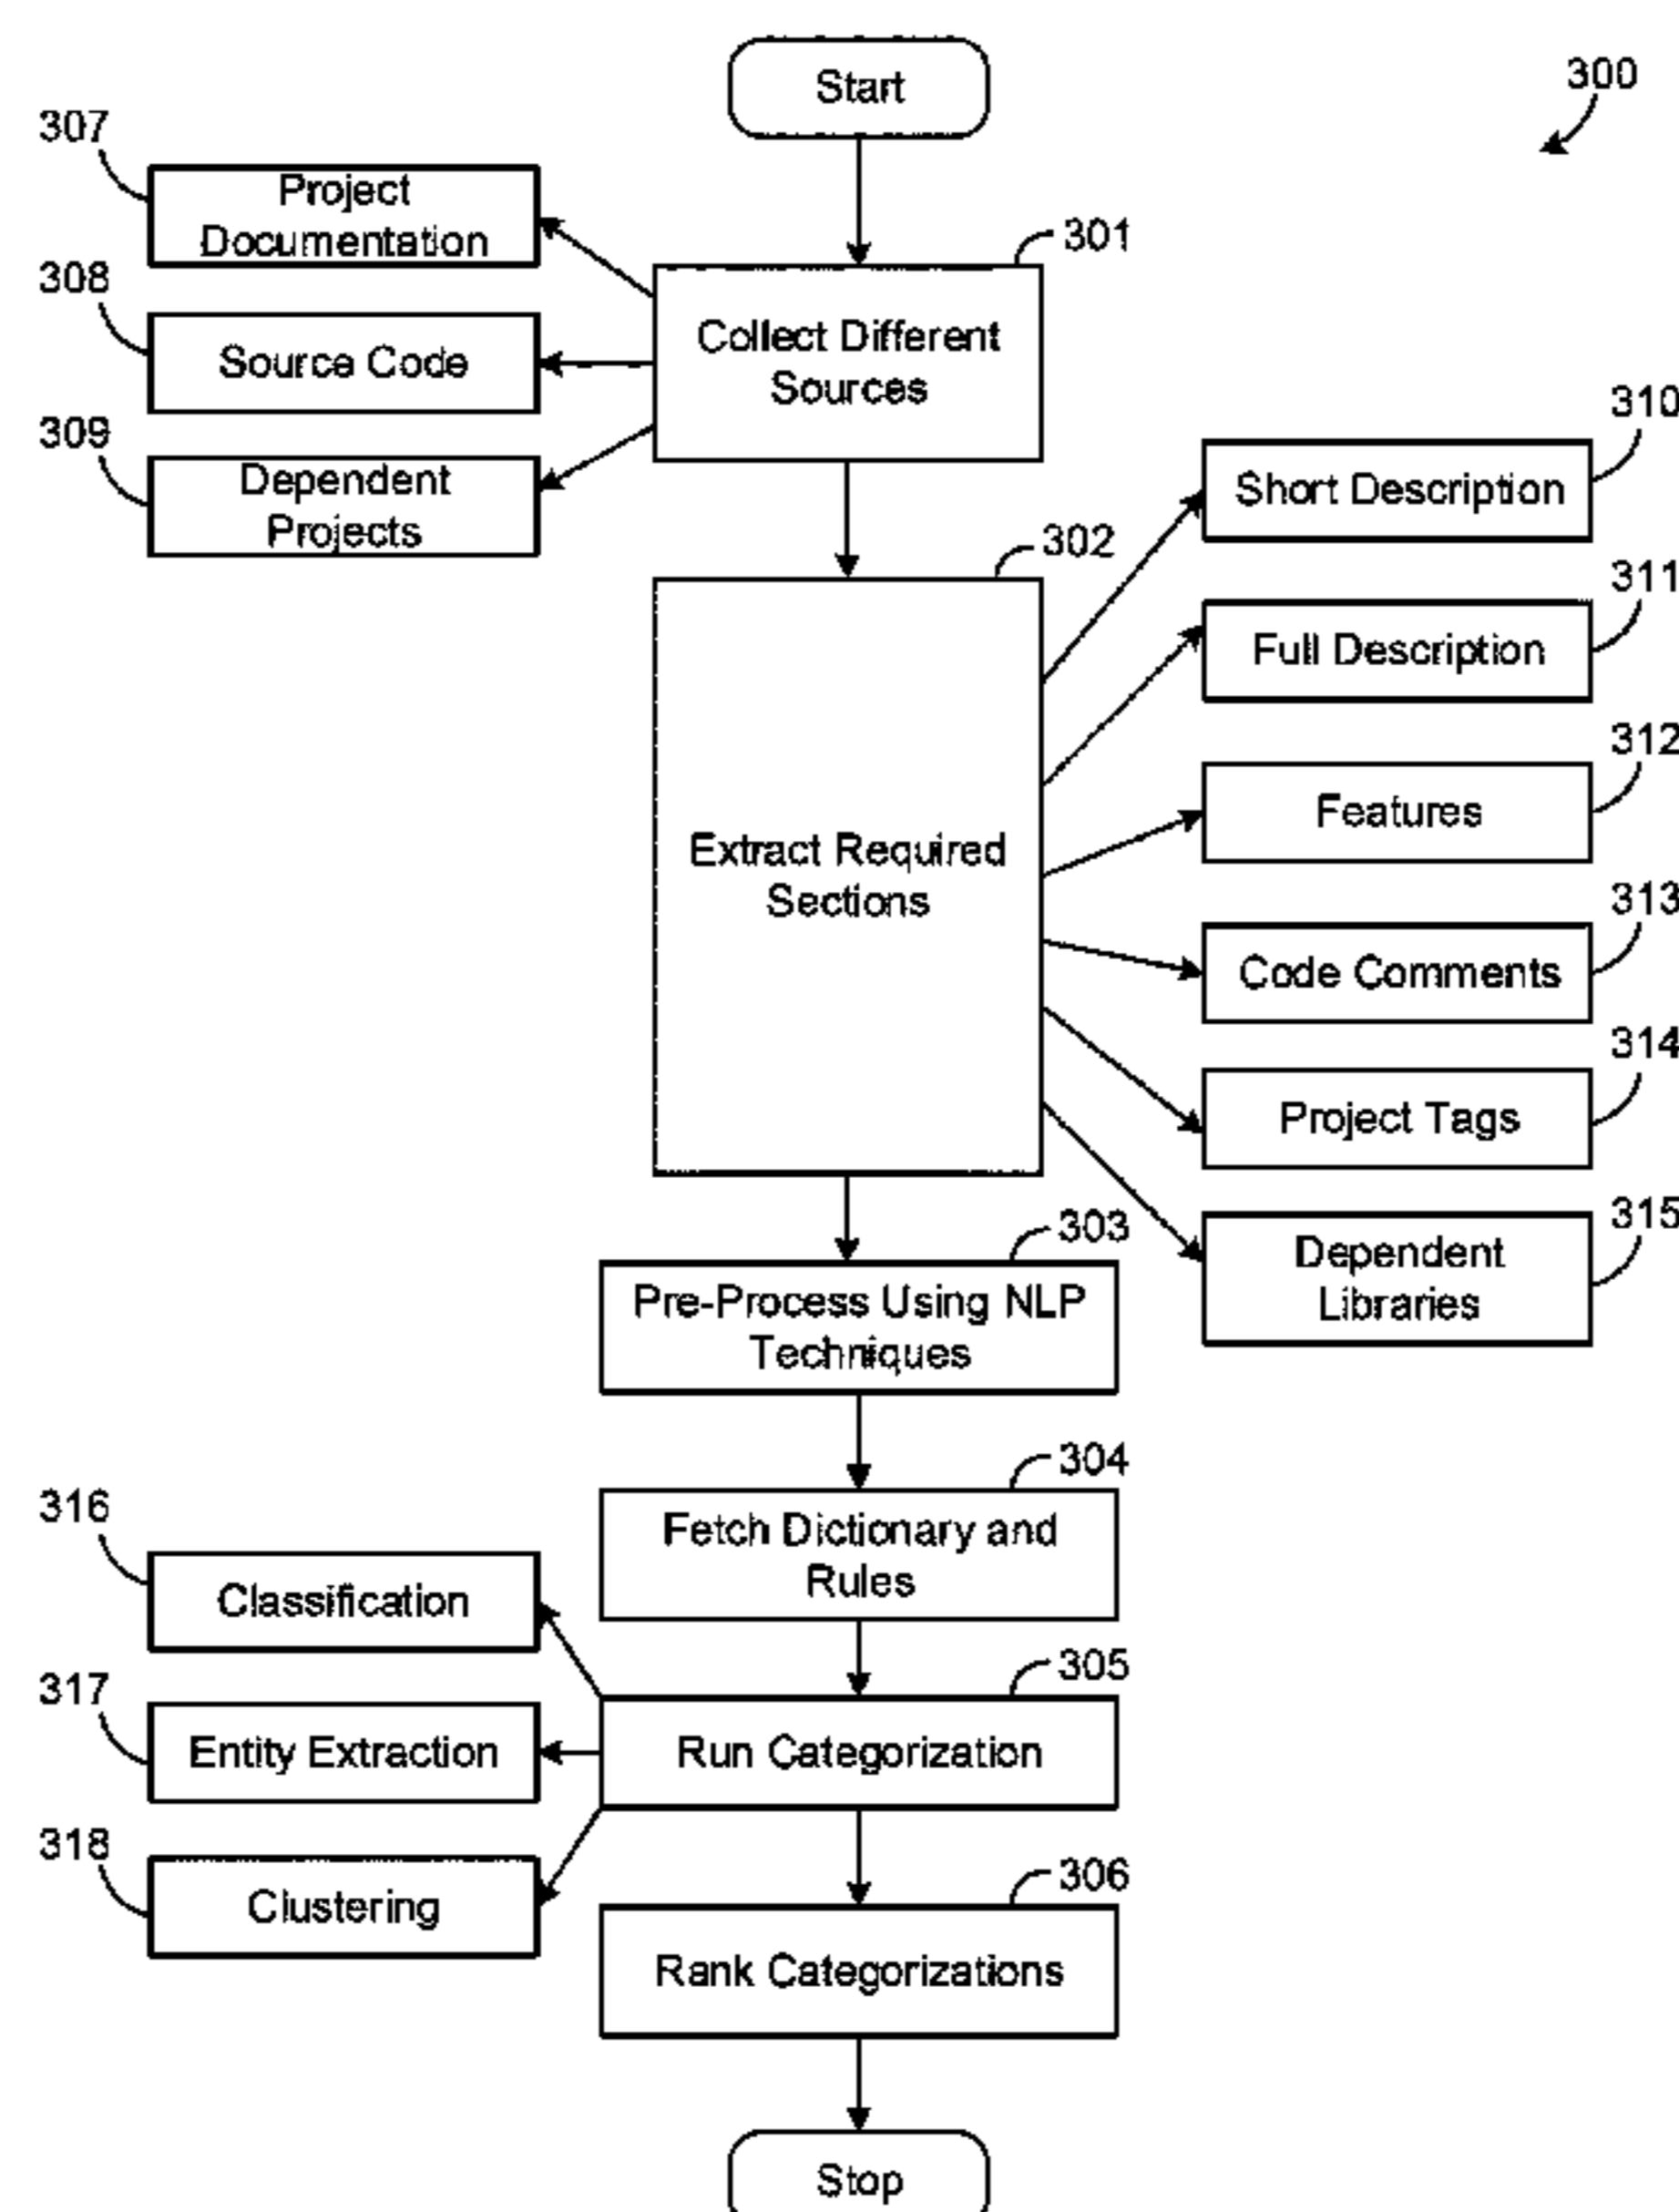 Start
300
307
Project
Documentation
301
308
Source Code
Collect Different
Sources
309
Dependent
Projects
310
Short Description
302
311
Full Description
312
Features
Extract Required
Sections
313
Code Comments
314
Project Tags
303
315
Dependent
Libraries
Pre-Process Using NLP
Techniques
304
Fetch Dictionary and
Rules
316
Classification
305
317
Entity Extraction
Run Categorization
318
Clustering
306
Rank Categorizations
Stop